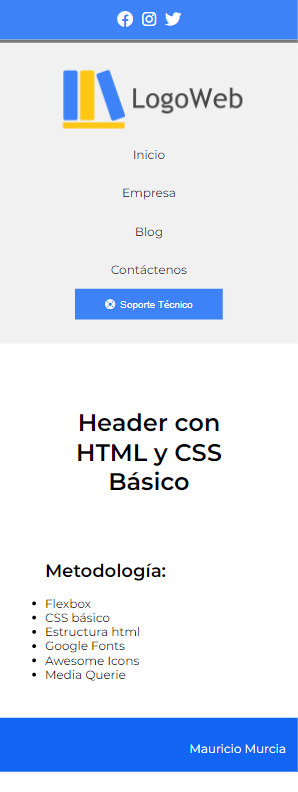 LogoWeb
Inicio
Empresa
Blog
Contáctenos
Soporte Técnico
Header con
HTML y CSS
Básico
Metodología:
Flexbox
CSS básico
Estructura html
Google Fonts
Awesome Icons
Media Querie
Mauricio Murcia